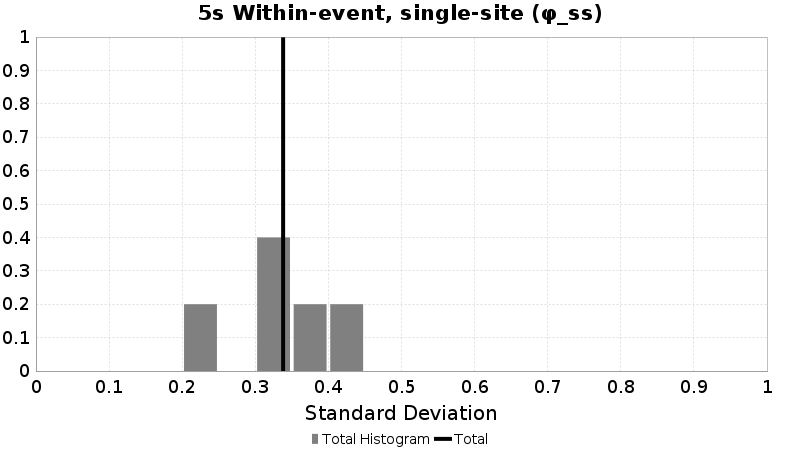 5s Within-event, single-site (φ_ss)
1
0.9
0.8
0.7
0.6
0.5
0.4
0.3
0.2
0.1
0
0 0.1 0.2 0.3 0.4 0.5 0.6 0.7 0.8 0.9 1
Standard Deviation
Total Histogram Total